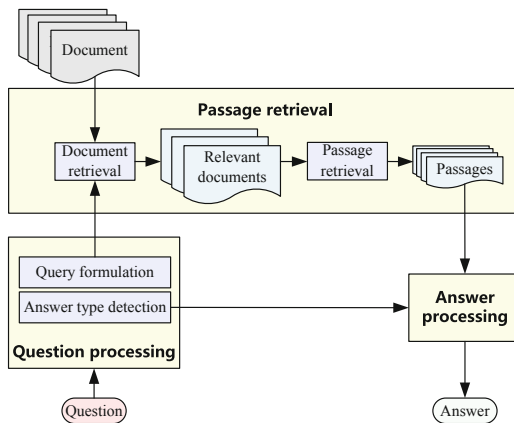 Document
Passage retrieval
Document
retrieval
Relevant
documents
Passage
retrieval
Passages
Query formulation
Answer type detection
Question processing
Answer
processing
Question
Answer